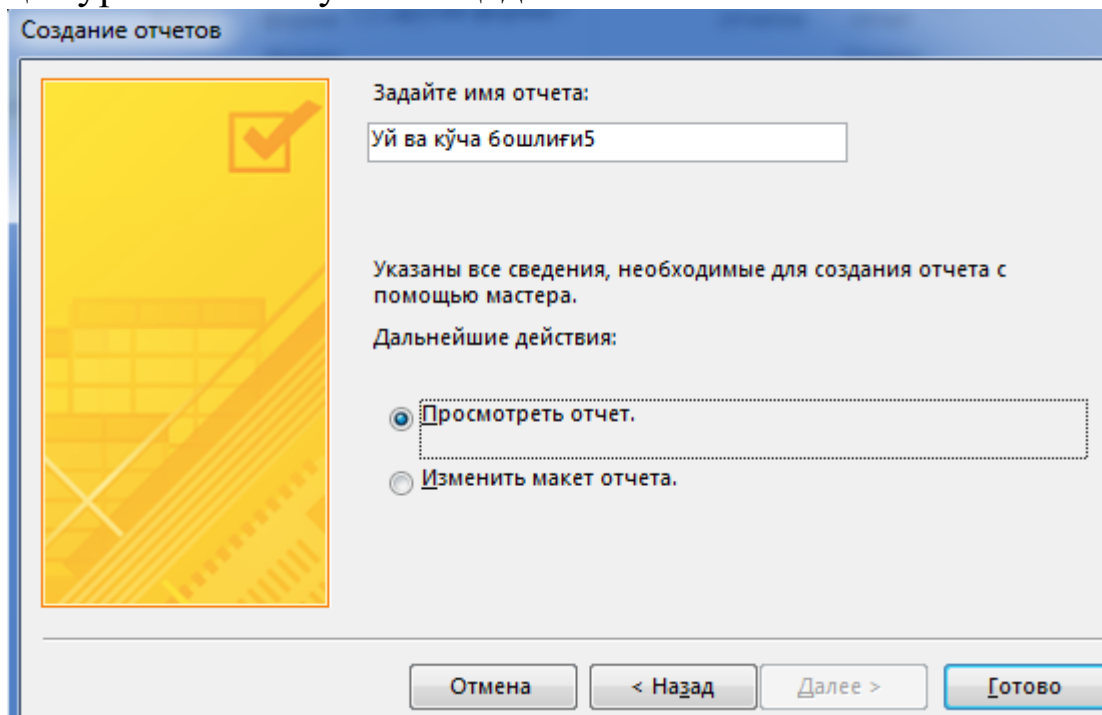 Создание отчетов
Задайте имя отчета:
Уй ва кўча бошлиғи5
Указаны все сведения, необходимые для создания отчета с
помощью мастера.
Дальнейшие действия:
Просмотреть отчет.
Изменить макет отчета.
Отмена
< Назад
Далее >
Готово